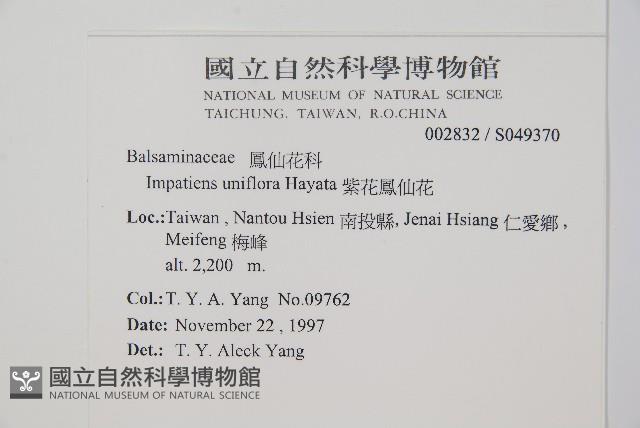 國立自然科學博物館
NATIONAL MUSEUM OF NATURAL SCIENCE
TAICHUNG, TAIWAN, R.O.CHINA
002832 / S049370
Balsaminaceae 鳳仙花科
Impatiens uniflora Hayata 紫花鳳仙花
Loc.:Taiwan , Nantou Hsien 南投縣, Jenai Hsiang 仁愛鄉 ,
Meifeng 梅峰
alt. 2,200 m.
Col.: T. Y. A. Yang No.09762
Date: November 22 , 1997
Det.: T. Y. Aleck Yang
國立自然科學博物館
NATIONAL MUSEUM OF NATURAL SCIENCE